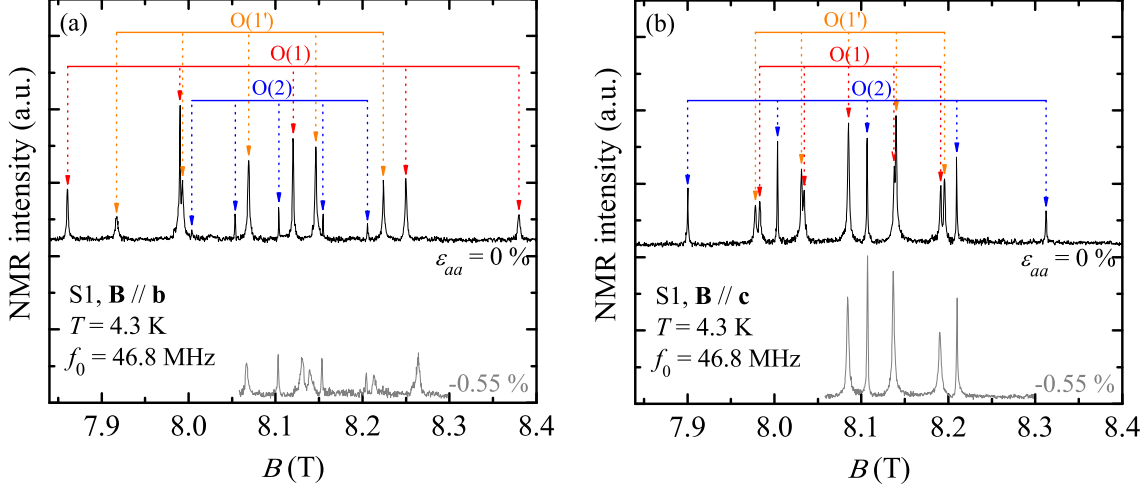 (a)
O(1')
O(1)
O(2)
NMR intensity (a.u.)
εaa = 0 %
S1, B // b
T = 4.3 K
f0 = 46.8 MHz
-0.55 %
7.9 8.0 8.1 8.2 8.3 8.4
B (T)
(b)
O(1')
O(1)
O(2)
NMR intensity (a.u.)
εaa = 0 %
S1, B // c
T = 4.3 K
f0 = 46.8 MHz
-0.55 %
7.9 8.0 8.1 8.2 8.3 8.4
B (T)